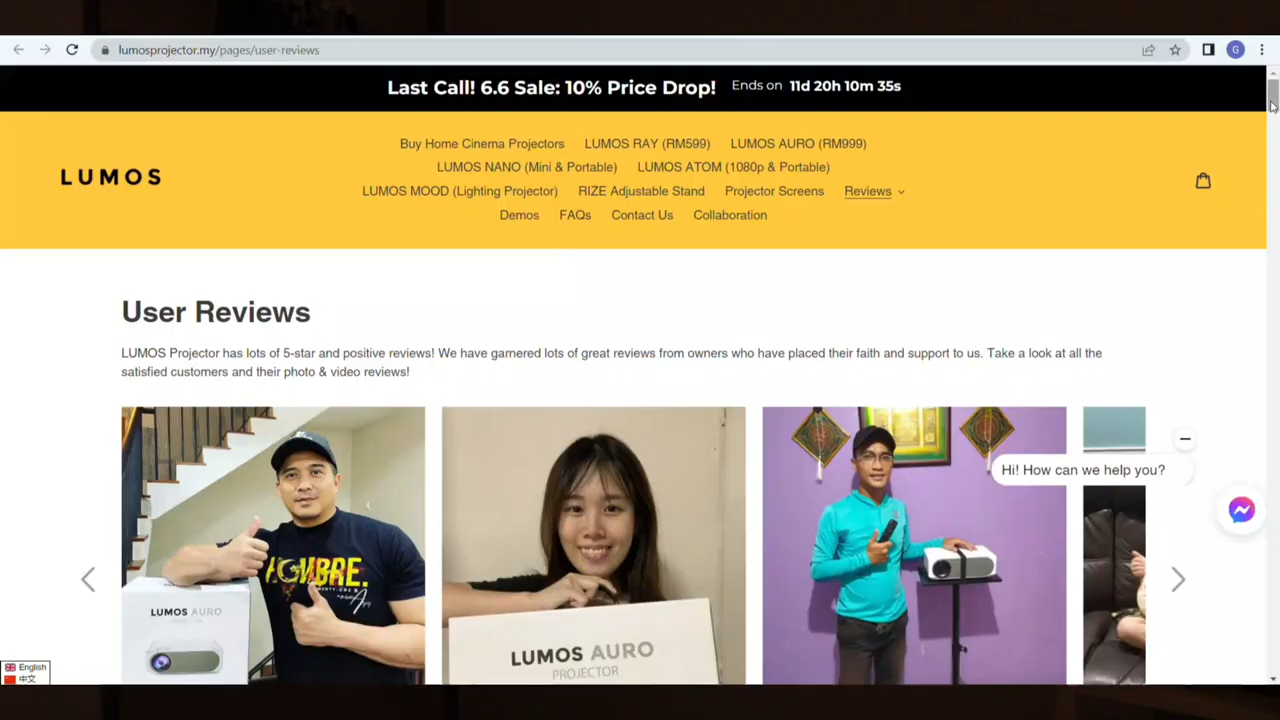 lumosprojector.my/pages/user-reviews
G
Last Call! 6.6 Sale: 10% Price Drop! Ends on 11d 20h 10m 35s
LUMOS
Buy Home Cinema Projectors LUMOS RAY (RM599) LUMOS AURO (RM999)
LUMOS NANO (Mini & Portable) LUMOS ATOM (1080p & Portable)
LUMOS MOOD (Lighting Projector) RIZE Adjustable Stand Projector Screens Reviews
Demos FAQs Contact Us Collaboration
User Reviews
LUMOS Projector has lots of 5-star and positive reviews! We have garnered lots of great reviews from owners who have placed their faith and support to us. Take a look at all the
satisfied customers and their photo & video reviews!
Hi! How can we help you?
HOMBRE.
LUMOS AURO
PROJECTOR
LUMOS AURO
PROJECTOR
English
中文